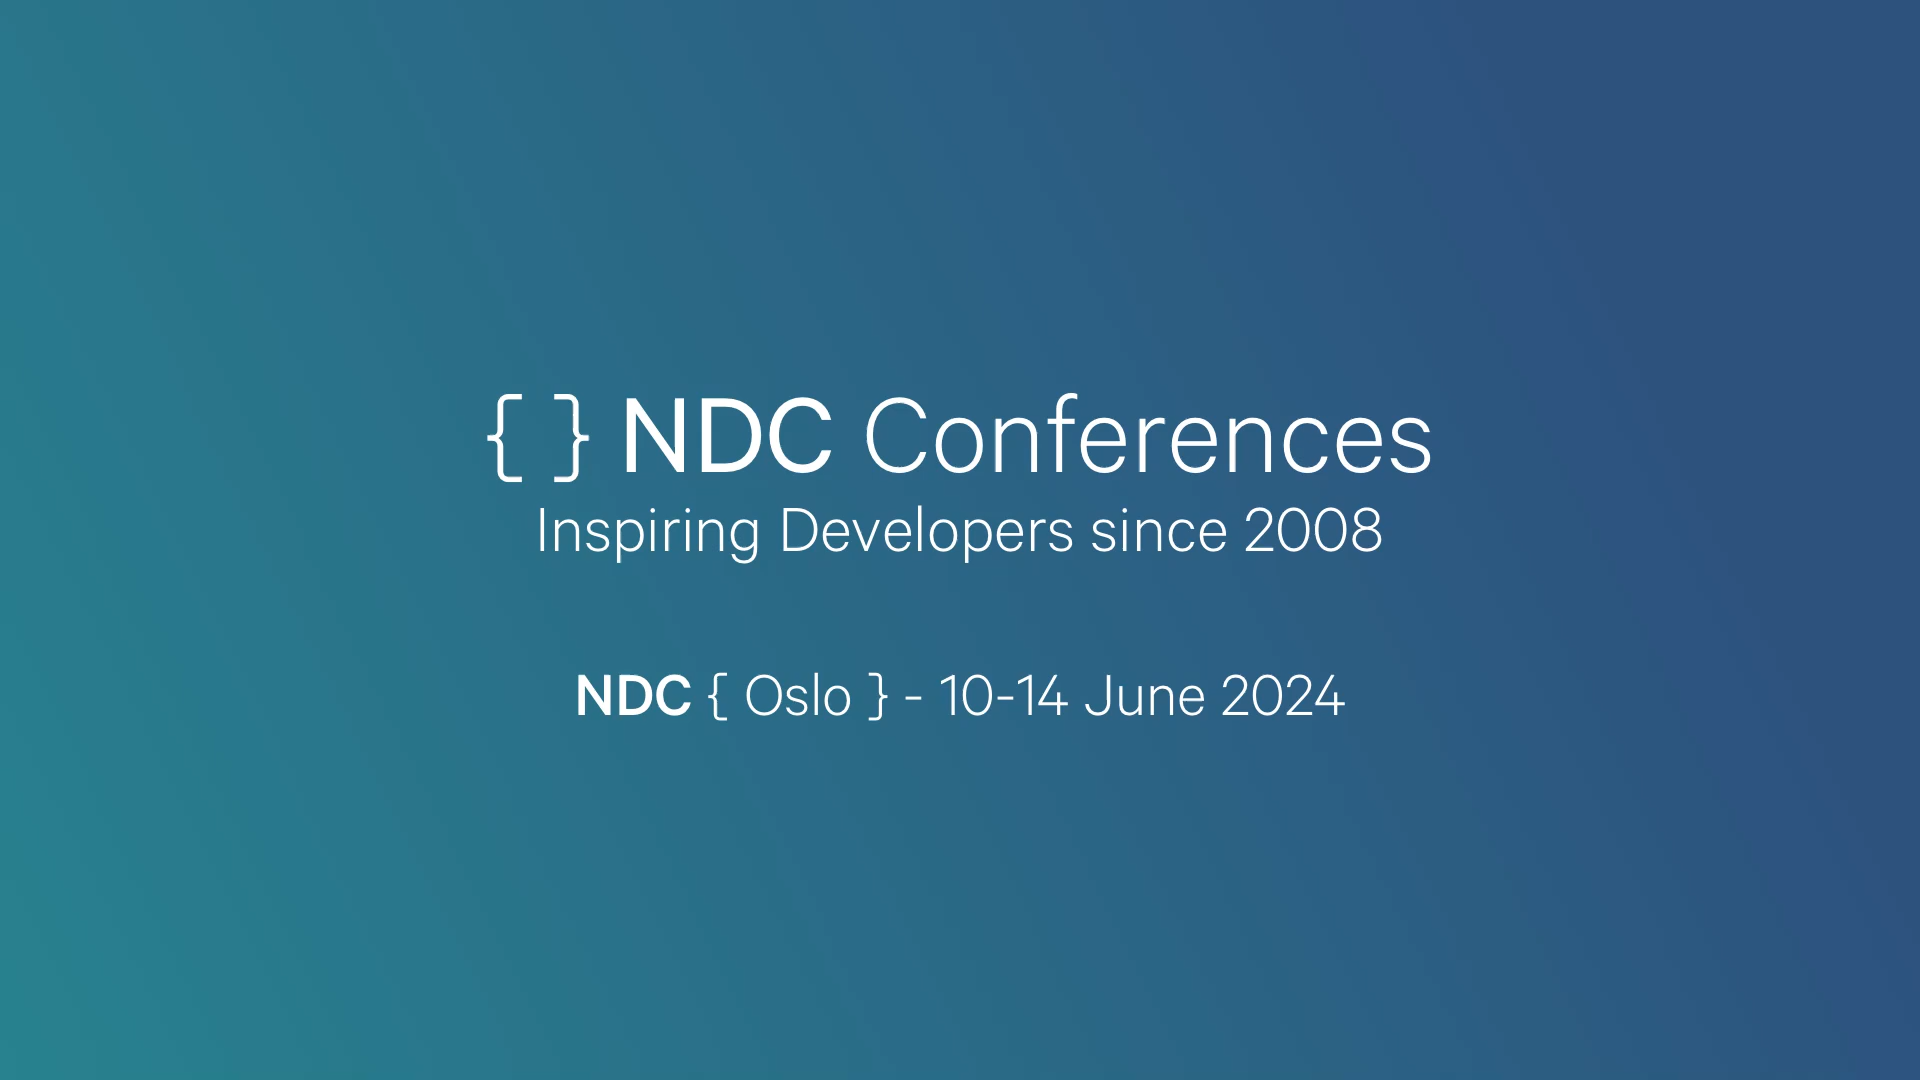 { } NDC Conferences
Inspiring Developers since 2008
NDC { Oslo } - 10-14 June 2024